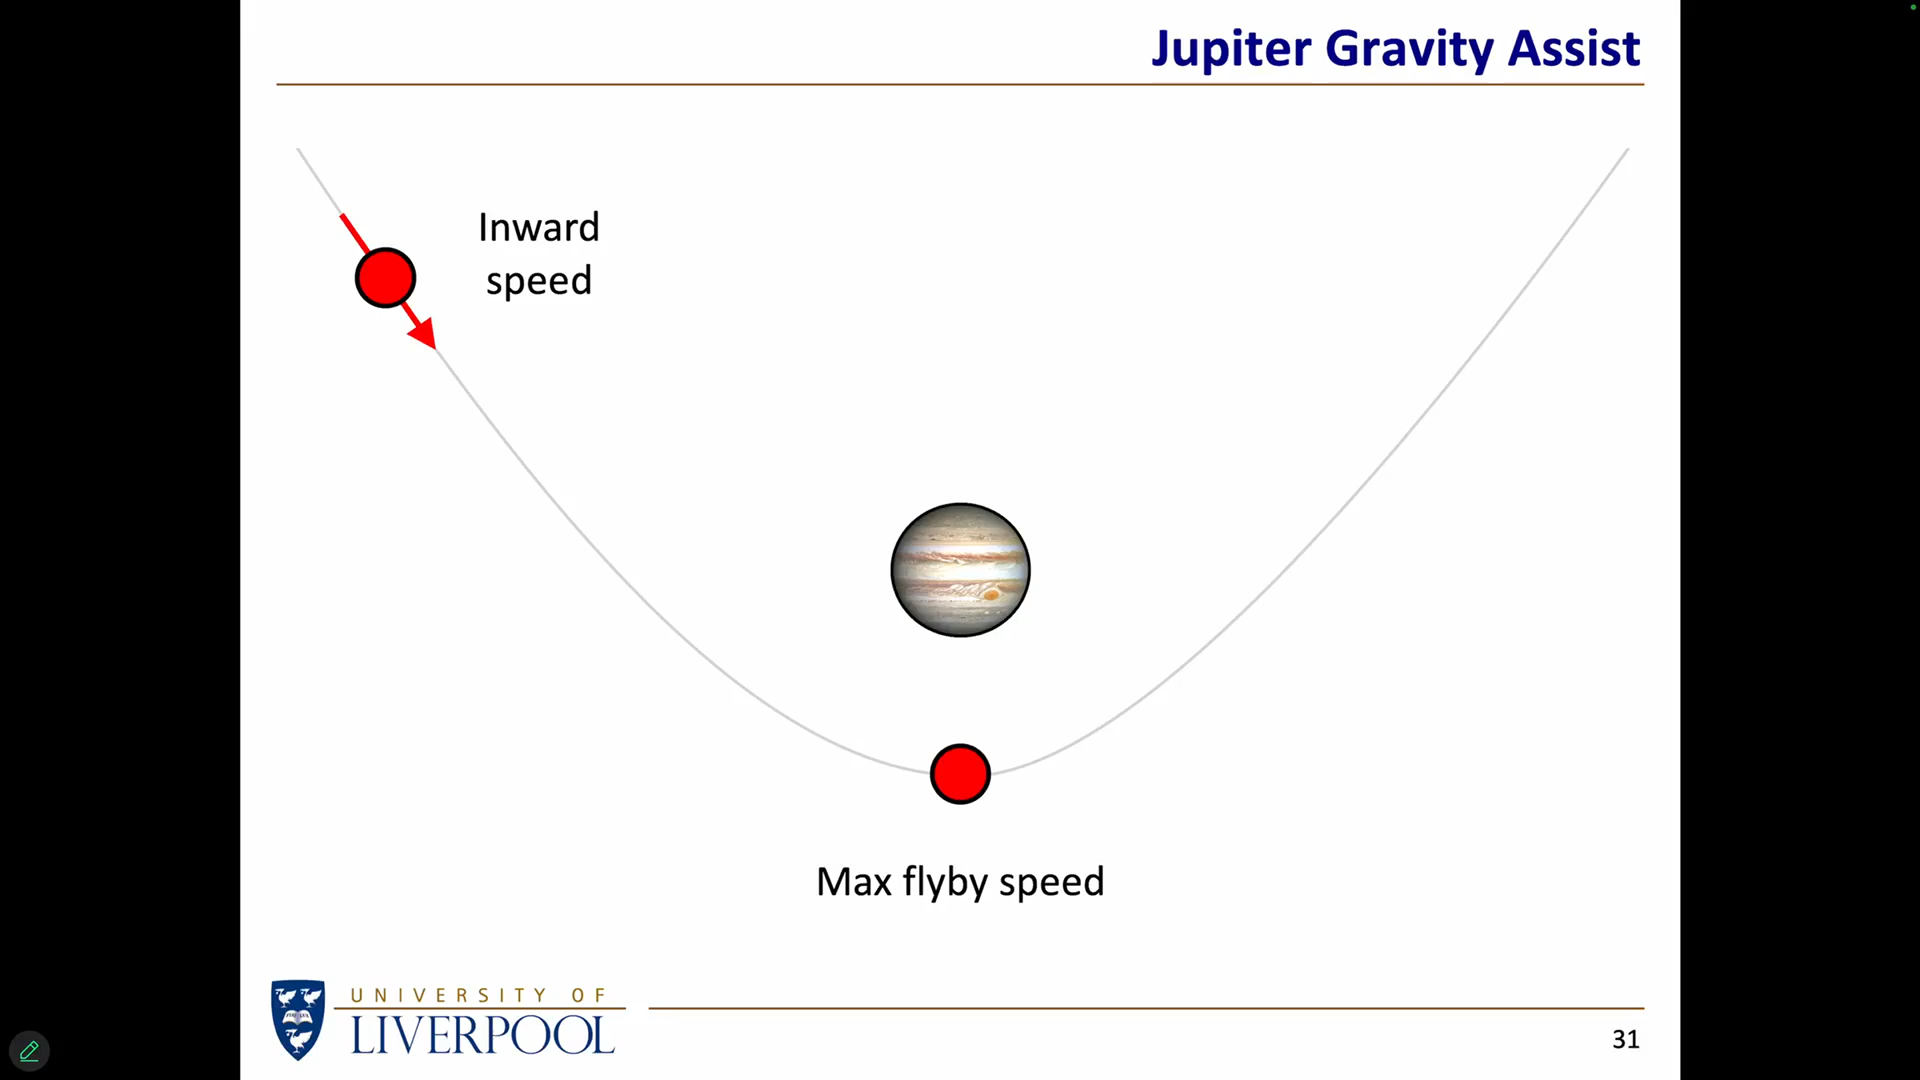 Jupiter Gravity Assist
Inward
speed
Max flyby speed
UNIVERSITY OF
LIVERPOOL
31